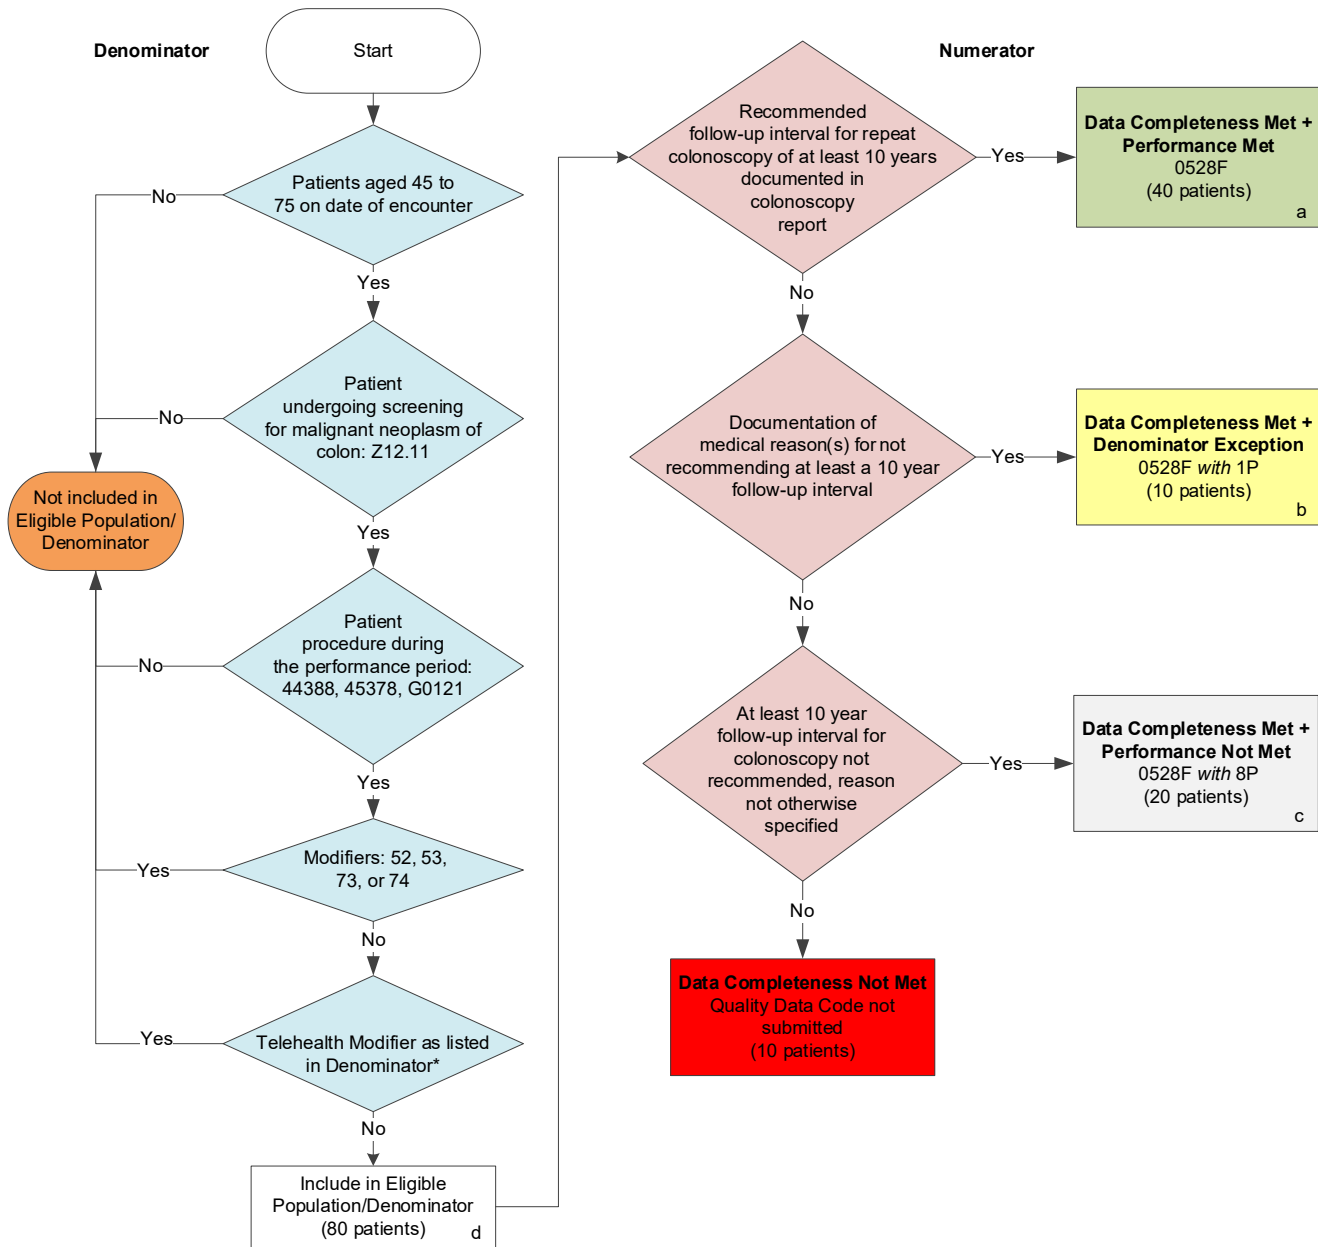 Denominator
Start
Patients aged 45 to
75 on date of encounter
No
Yes
Patient
undergoing screening
for malignant neoplasm of
colon: Z12.11
No
Yes
Not included in
Eligible Population/
Denominator
Patient
procedure during
the performance period:
44388, 45378, G0121
No
Yes
Modifiers: 52, 53,
73, or 74
Yes
No
Telehealth Modifier as listed
in Denominator*
Yes
No
Include in Eligible
Population/Denominator
(80 patients)
d
Numerator
Recommended
follow-up interval for repeat
colonoscopy of at least 10 years
documented in
colonoscopy
report
Yes
Data Completeness Met +
Performance Met
0528F
(40 patients)
a
No
Documentation of
medical reason(s) for not
recommending at least a 10 year
follow-up interval
Yes
Data Completeness Met +
Denominator Exception
0528F with 1P
(10 patients)
b
No
At least 10 year
follow-up interval for
colonoscopy not
recommended, reason
not otherwise
specified
Yes
Data Completeness Met +
Performance Not Met
0528F with 8P
(20 patients)
c
No
Data Completeness Not Met
Quality Data Code not
submitted
(10 patients)